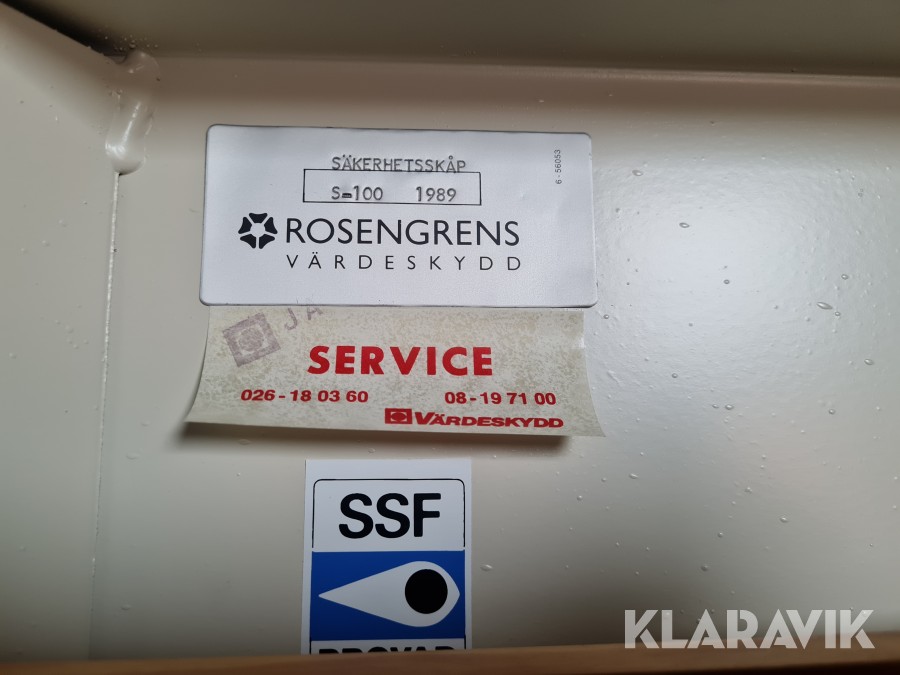 SÄKERHETSSKÅP
S-100 1989
6-56053
ROSENGRENS
VÄRDESKYDD
JA
SERVICE
026-18 03 60 08-19 71 00
VÄRDESKYDD
SSF
KLARAVIK